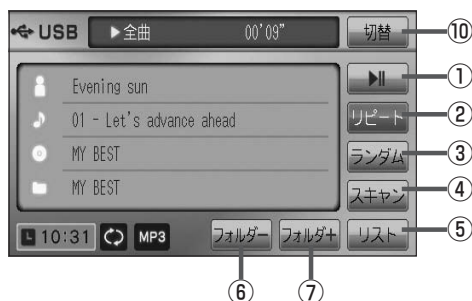 USB ▶全曲 00'09" 切替 ⑩
Evening sun ▶II ①
01 - Let's advance ahead リピート ②
MY BEST ランダム ③
MY BEST スキャン ④
L 10:31 MP3 フォルダー フォルダ+ リスト ⑤
⑥ ⑦